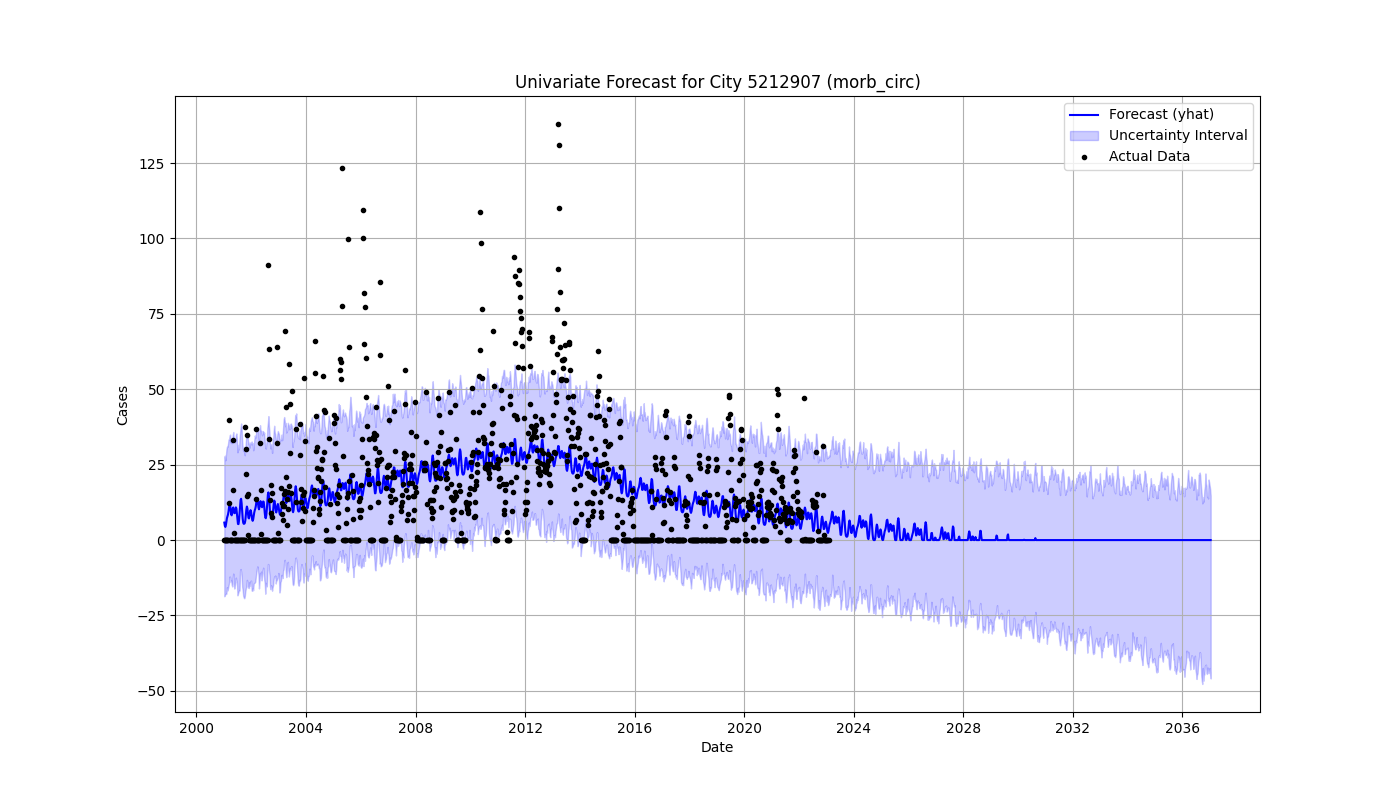 Univariate Forecast for City 5212907 (morb_circ)
Forecast (yhat)
Uncertainty Interval
Actual Data
Cases
125
100
75
50
25
0
−25
−50
2000 2004 2008 2012 2016 2020 2024 2028 2032 2036
Date